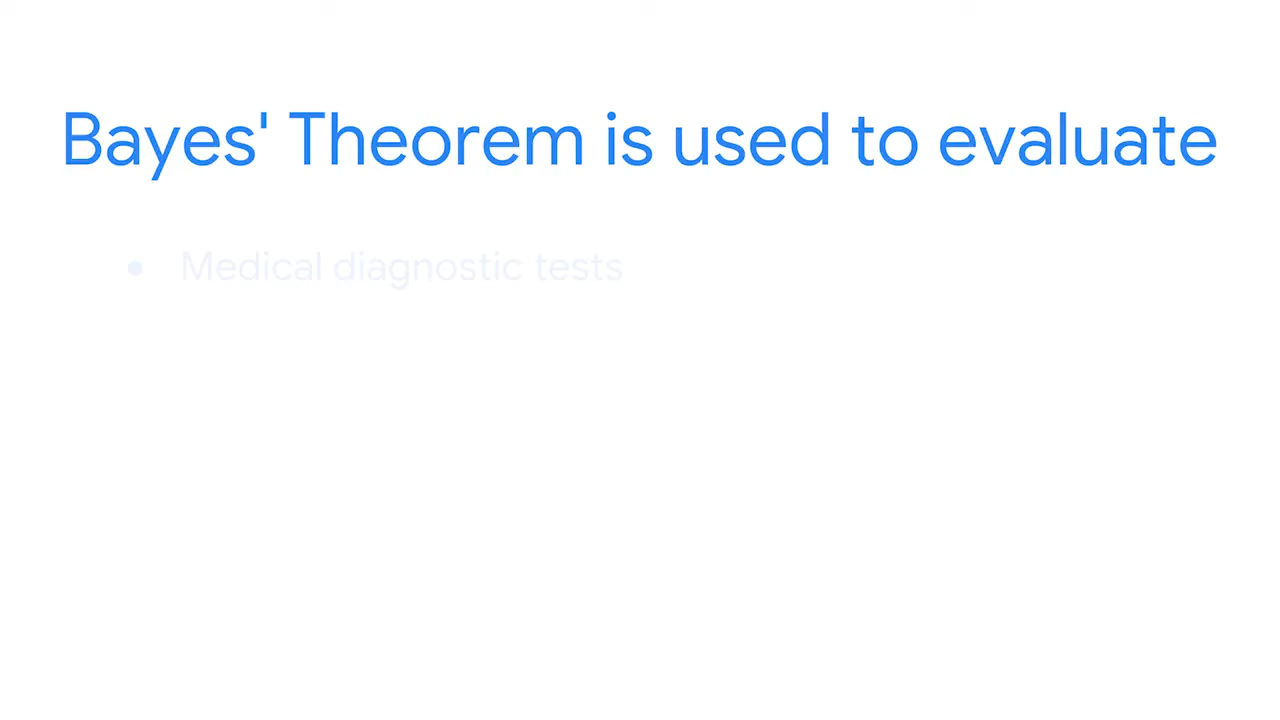 Bayes' Theorem is used to evaluate
• Medical diagnostic tests